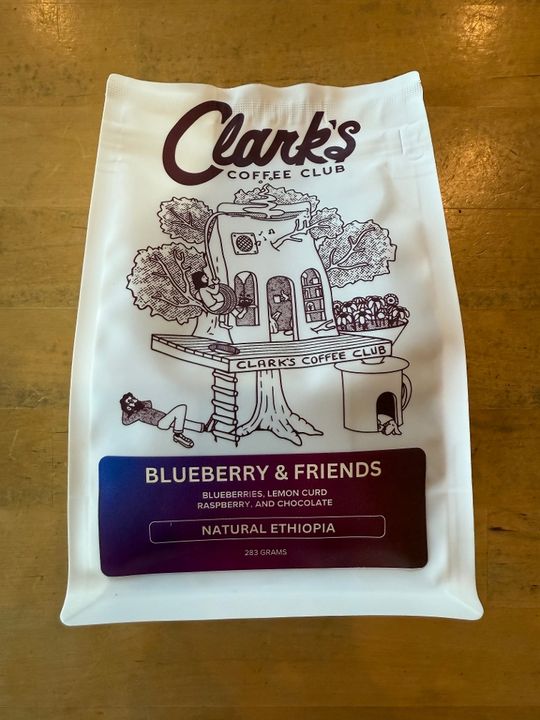 Clark's
COFFEE CLUB
CLARK'S COFFEE CLUB
BLUEBERRY & FRIENDS
BLUEBERRIES, LEMON CURD
RASPBERRY, AND CHOCOLATE
NATURAL ETHIOPIA
283 GRAMS